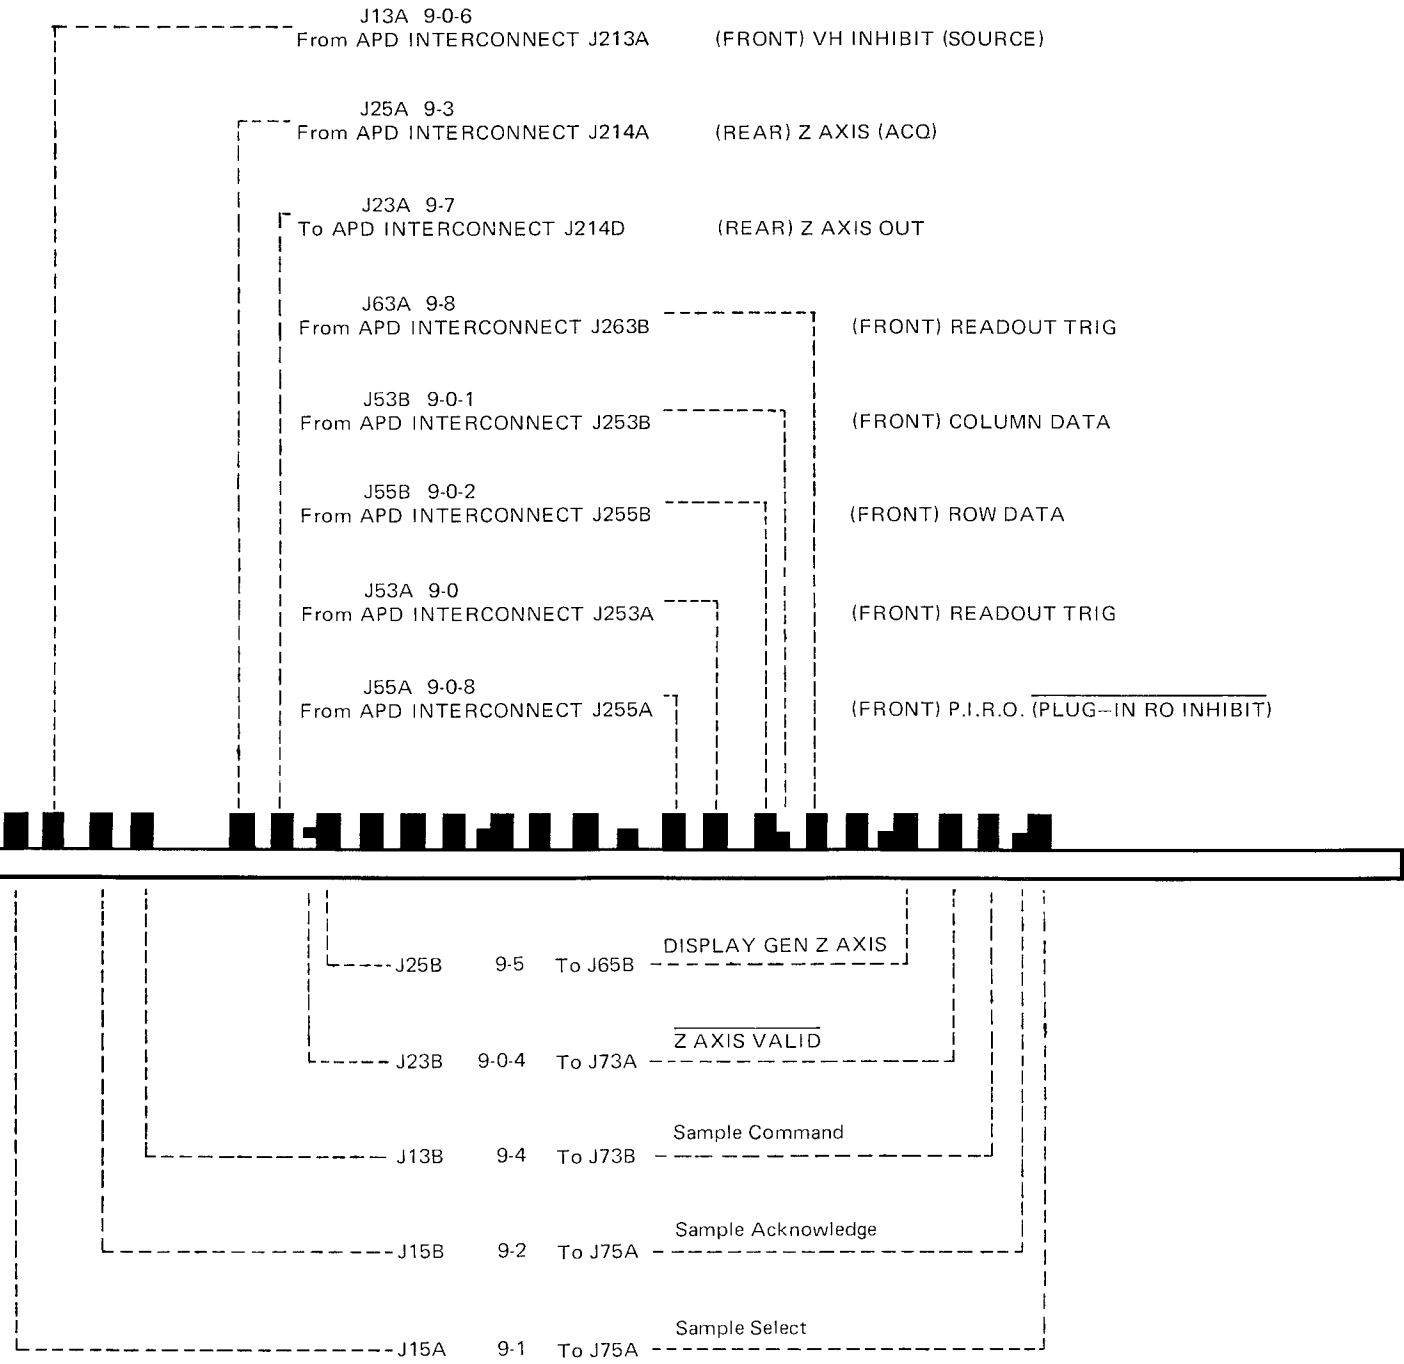 J13A 9-0-6
From APD INTERCONNECT J213A (FRONT) VH INHIBIT (SOURCE)
J25A 9-3
From APD INTERCONNECT J214A (REAR) Z AXIS (ACQ)
J23A 9-7
To APD INTERCONNECT J214D (REAR) Z AXIS OUT
J63A 9-8
From APD INTERCONNECT J263B (FRONT) READOUT TRIG
J53B 9-0-1
From APD INTERCONNECT J253B (FRONT) COLUMN DATA
J55B 9-0-2
From APD INTERCONNECT J255B (FRONT) ROW DATA
J53A 9-0
From APD INTERCONNECT J253A (FRONT) READOUT TRIG
J55A 9-0-8
From APD INTERCONNECT J255A (FRONT) P.I.R.O. (PLUG–IN RO INHIBIT)
DISPLAY GEN Z AXIS
J25B 9-5 To J65B
Z AXIS VALID
J23B 9-0-4 To J73A
Sample Command
J13B 9-4 To J73B
Sample Acknowledge
J15B 9-2 To J75A
Sample Select
J15A 9-1 To J75A